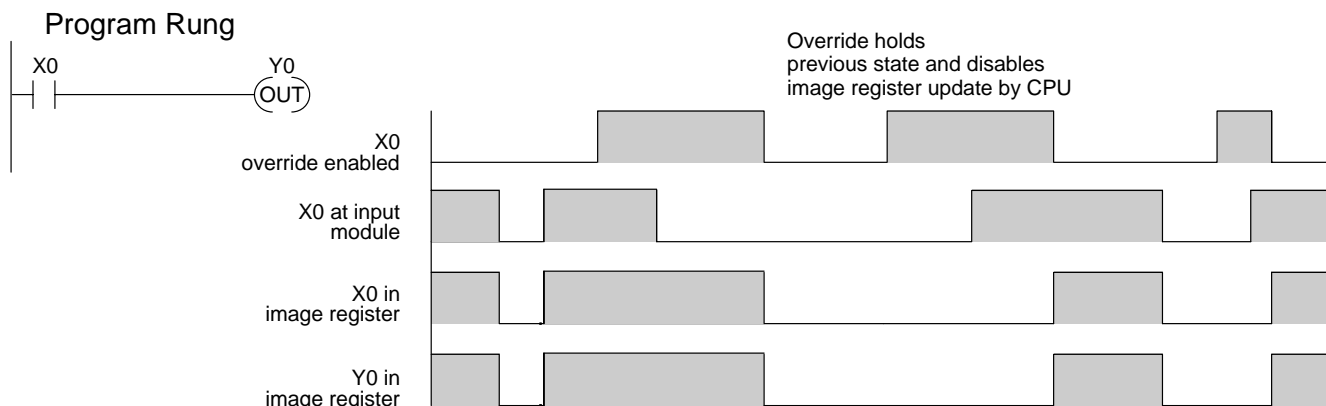 Program Rung
X0 Y0
OUT
Override holds
previous state and disables
image register update by CPU
X0
override enabled
X0 at input
module
X0 in
image register
Y0 in
image register